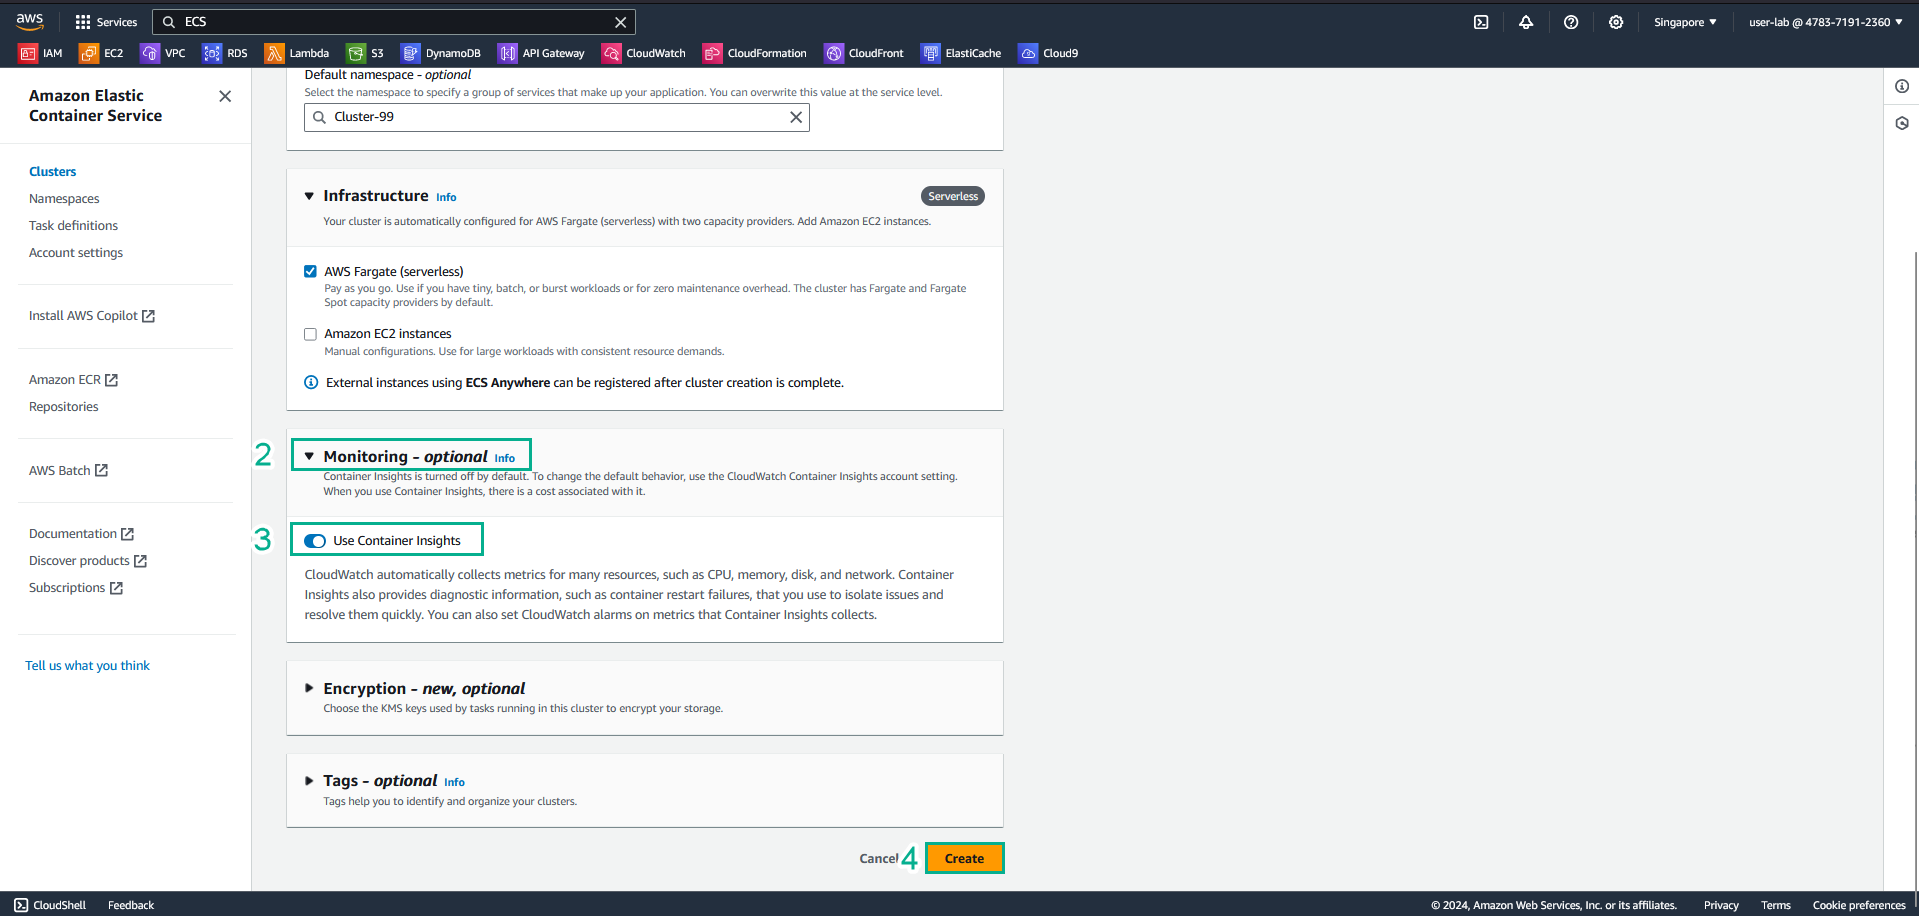 aws
Services
ECS
Singapore
user-lab @ 4783-7191-2360
IAM
EC2
VPC
RDS
Lambda
S3
DynamoDB
API Gateway
CloudWatch
CloudFormation
CloudFront
ElastiCache
Cloud9
Amazon Elastic
Container Service
Clusters
Namespaces
Task definitions
Account settings
Install AWS Copilot
Amazon ECR
Repositories
AWS Batch
Documentation
Discover products
Subscriptions
Tell us what you think
Default namespace - optional
Select the namespace to specify a group of services that make up your application. You can overwrite this value at the service level.
Cluster-99
Infrastructure Info
Serverless
Your cluster is automatically configured for AWS Fargate (serverless) with two capacity providers. Add Amazon EC2 instances.
AWS Fargate (serverless)
Pay as you go. Use if you have tiny, batch, or burst workloads or for zero maintenance overhead. The cluster has Fargate and Fargate
Spot capacity providers by default.
Amazon EC2 instances
Manual configurations. Use for large workloads with consistent resource demands.
External instances using ECS Anywhere can be registered after cluster creation is complete.
2
Monitoring - optional Info
Container Insights is turned off by default. To change the default behavior, use the CloudWatch Container Insights account setting.
When you use Container Insights, there is a cost associated with it.
3
Use Container Insights
CloudWatch automatically collects metrics for many resources, such as CPU, memory, disk, and network. Container
Insights also provides diagnostic information, such as container restart failures, that you use to isolate issues and
resolve them quickly. You can also set CloudWatch alarms on metrics that Container Insights collects.
Encryption - new, optional
Choose the KMS keys used by tasks running in this cluster to encrypt your storage.
Tags - optional Info
Tags help you to identify and organize your clusters.
Cancel
4
Create
CloudShell
Feedback
© 2024, Amazon Web Services, Inc. or its affiliates.
Privacy
Terms
Cookie preferences